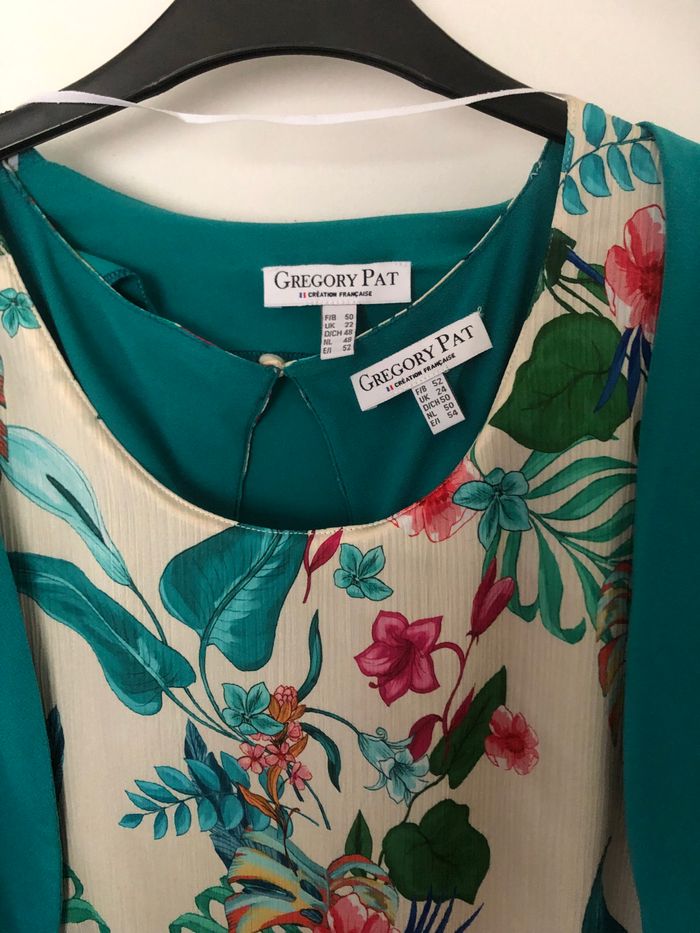 GREGORY PAT
CRÉATION FRANÇAISE
F/B 50
UK 22
D/CH 48
NL 48
E/I 52
GREGORY PAT
CRÉATION FRANÇAISE
F/B 52
UK 24
D/CH 50
NL 50
E/I 54